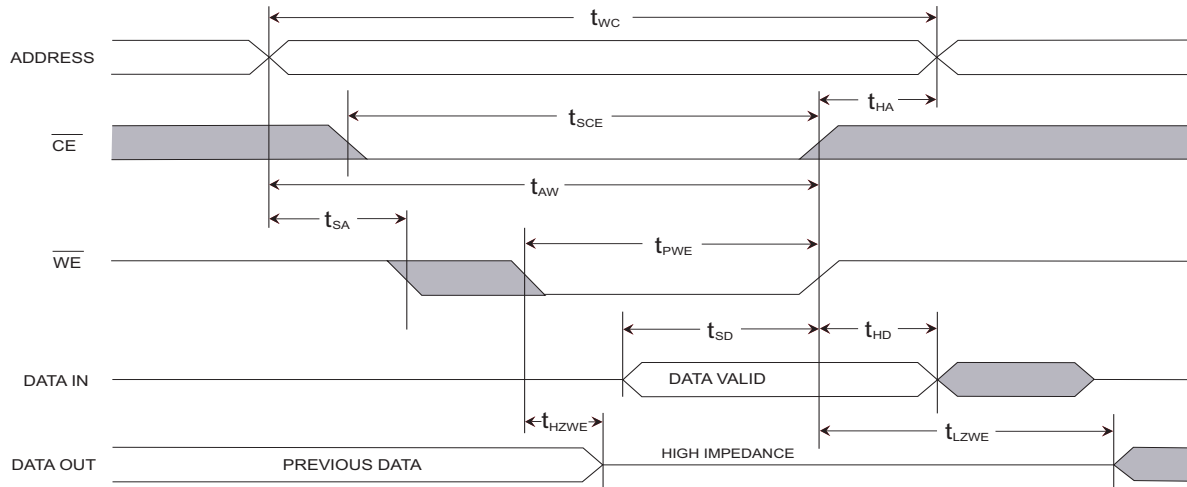 tWC
ADDRESS
tHA
tSCE
CE
tAW
tSA
tPWE
WE
tSD
tHD
DATA IN
DATA VALID
tHZWE
tLZWE
DATA OUT
PREVIOUS DATA
HIGH IMPEDANCE